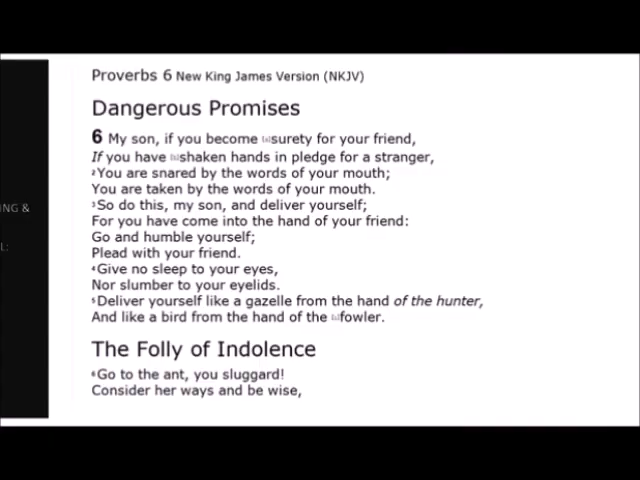 Proverbs 6 New King James Version (NKJV)
Dangerous Promises
6 My son, if you become surety for your friend,
If you have shaken hands in pledge for a stranger,
2 You are snared by the words of your mouth;
You are taken by the words of your mouth.
3 So do this, my son, and deliver yourself;
For you have come into the hand of your friend:
Go and humble yourself;
Plead with your friend.
4 Give no sleep to your eyes,
Nor slumber to your eyelids.
5 Deliver yourself like a gazelle from the hand of the hunter,
And like a bird from the hand of the fowler.
The Folly of Indolence
6 Go to the ant, you sluggard!
Consider her ways and be wise,
ING &
L: